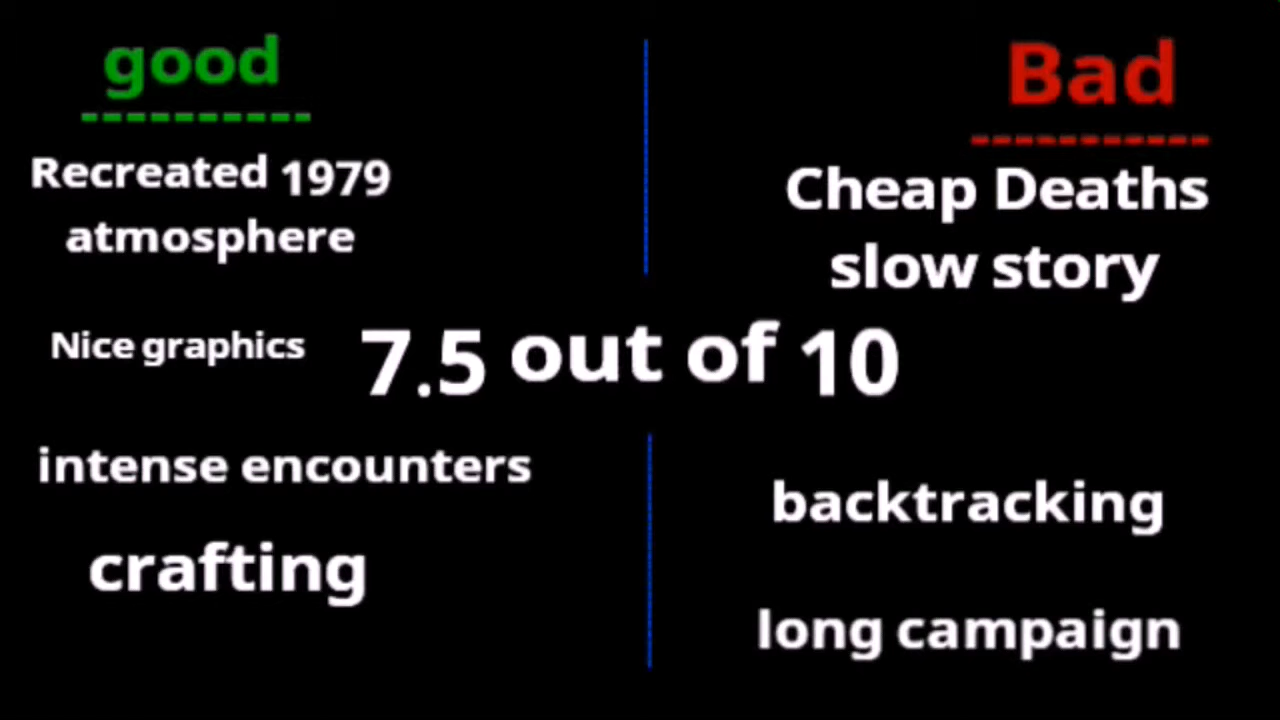 good
----------
Recreated 1979
atmosphere
Nice graphics
intense encounters
crafting
7.5 out of 10
Bad
-----------
Cheap Deaths
slow story
backtracking
long campaign